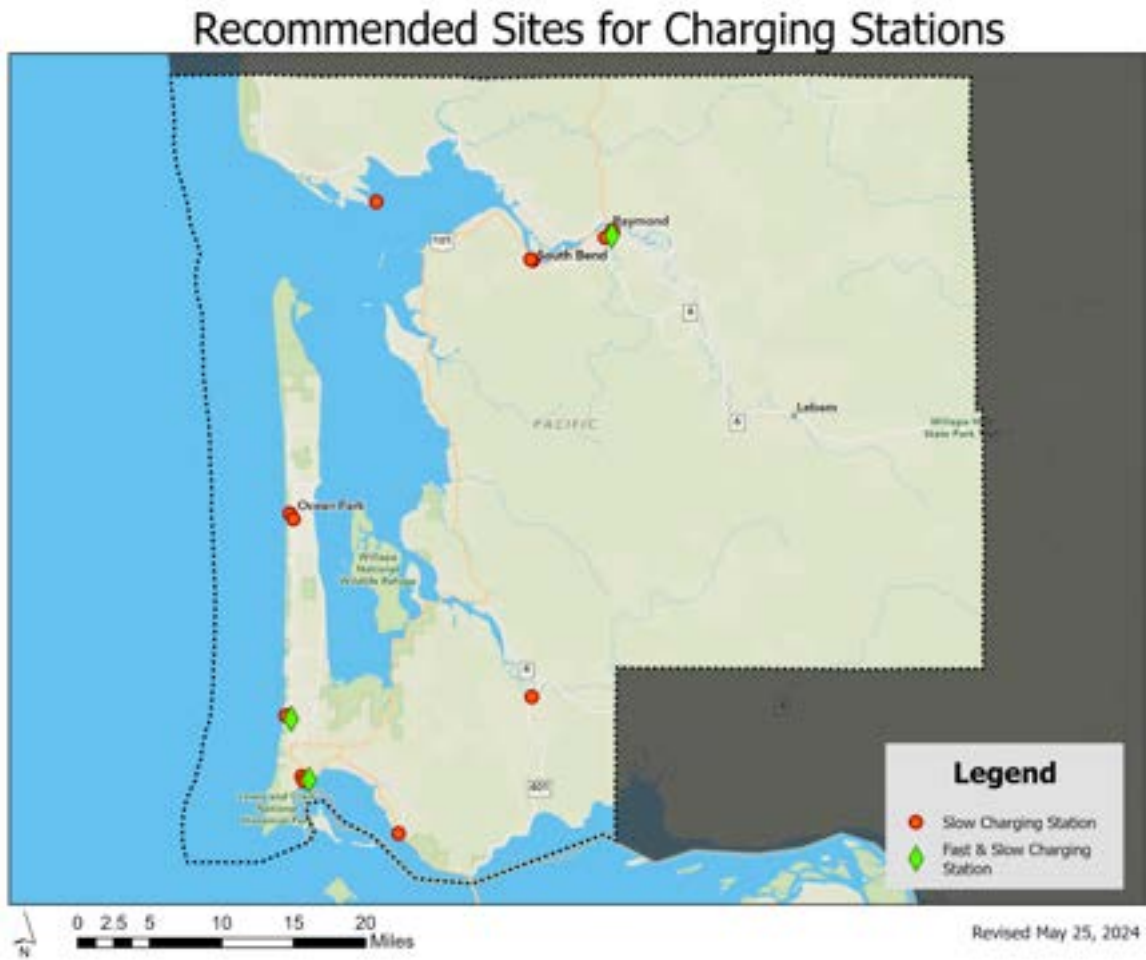 Recommended Sites for Charging Stations
Raymond
101
South Bend
6
Lebam
6
PACIFIC
State Park
Ocean Park
Willapa
National
Wildlife Refuge
4
401
National
Legend
Slow Charging Station
Fast & Slow Charging
Station
0 2.5 5 10 15 20
Miles
N
Revised May 25, 2024